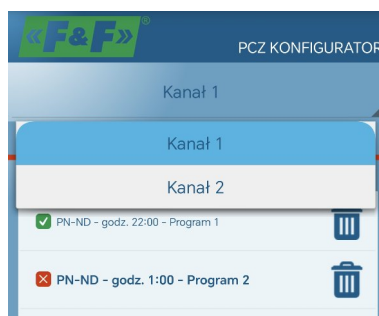 «F&F»®
PCZ KONFIGURATOR
Kanał 1
Kanał 1
Kanał 2
PN-ND - godz. 22:00 - Program 1
PN-ND - godz. 1:00 - Program 2